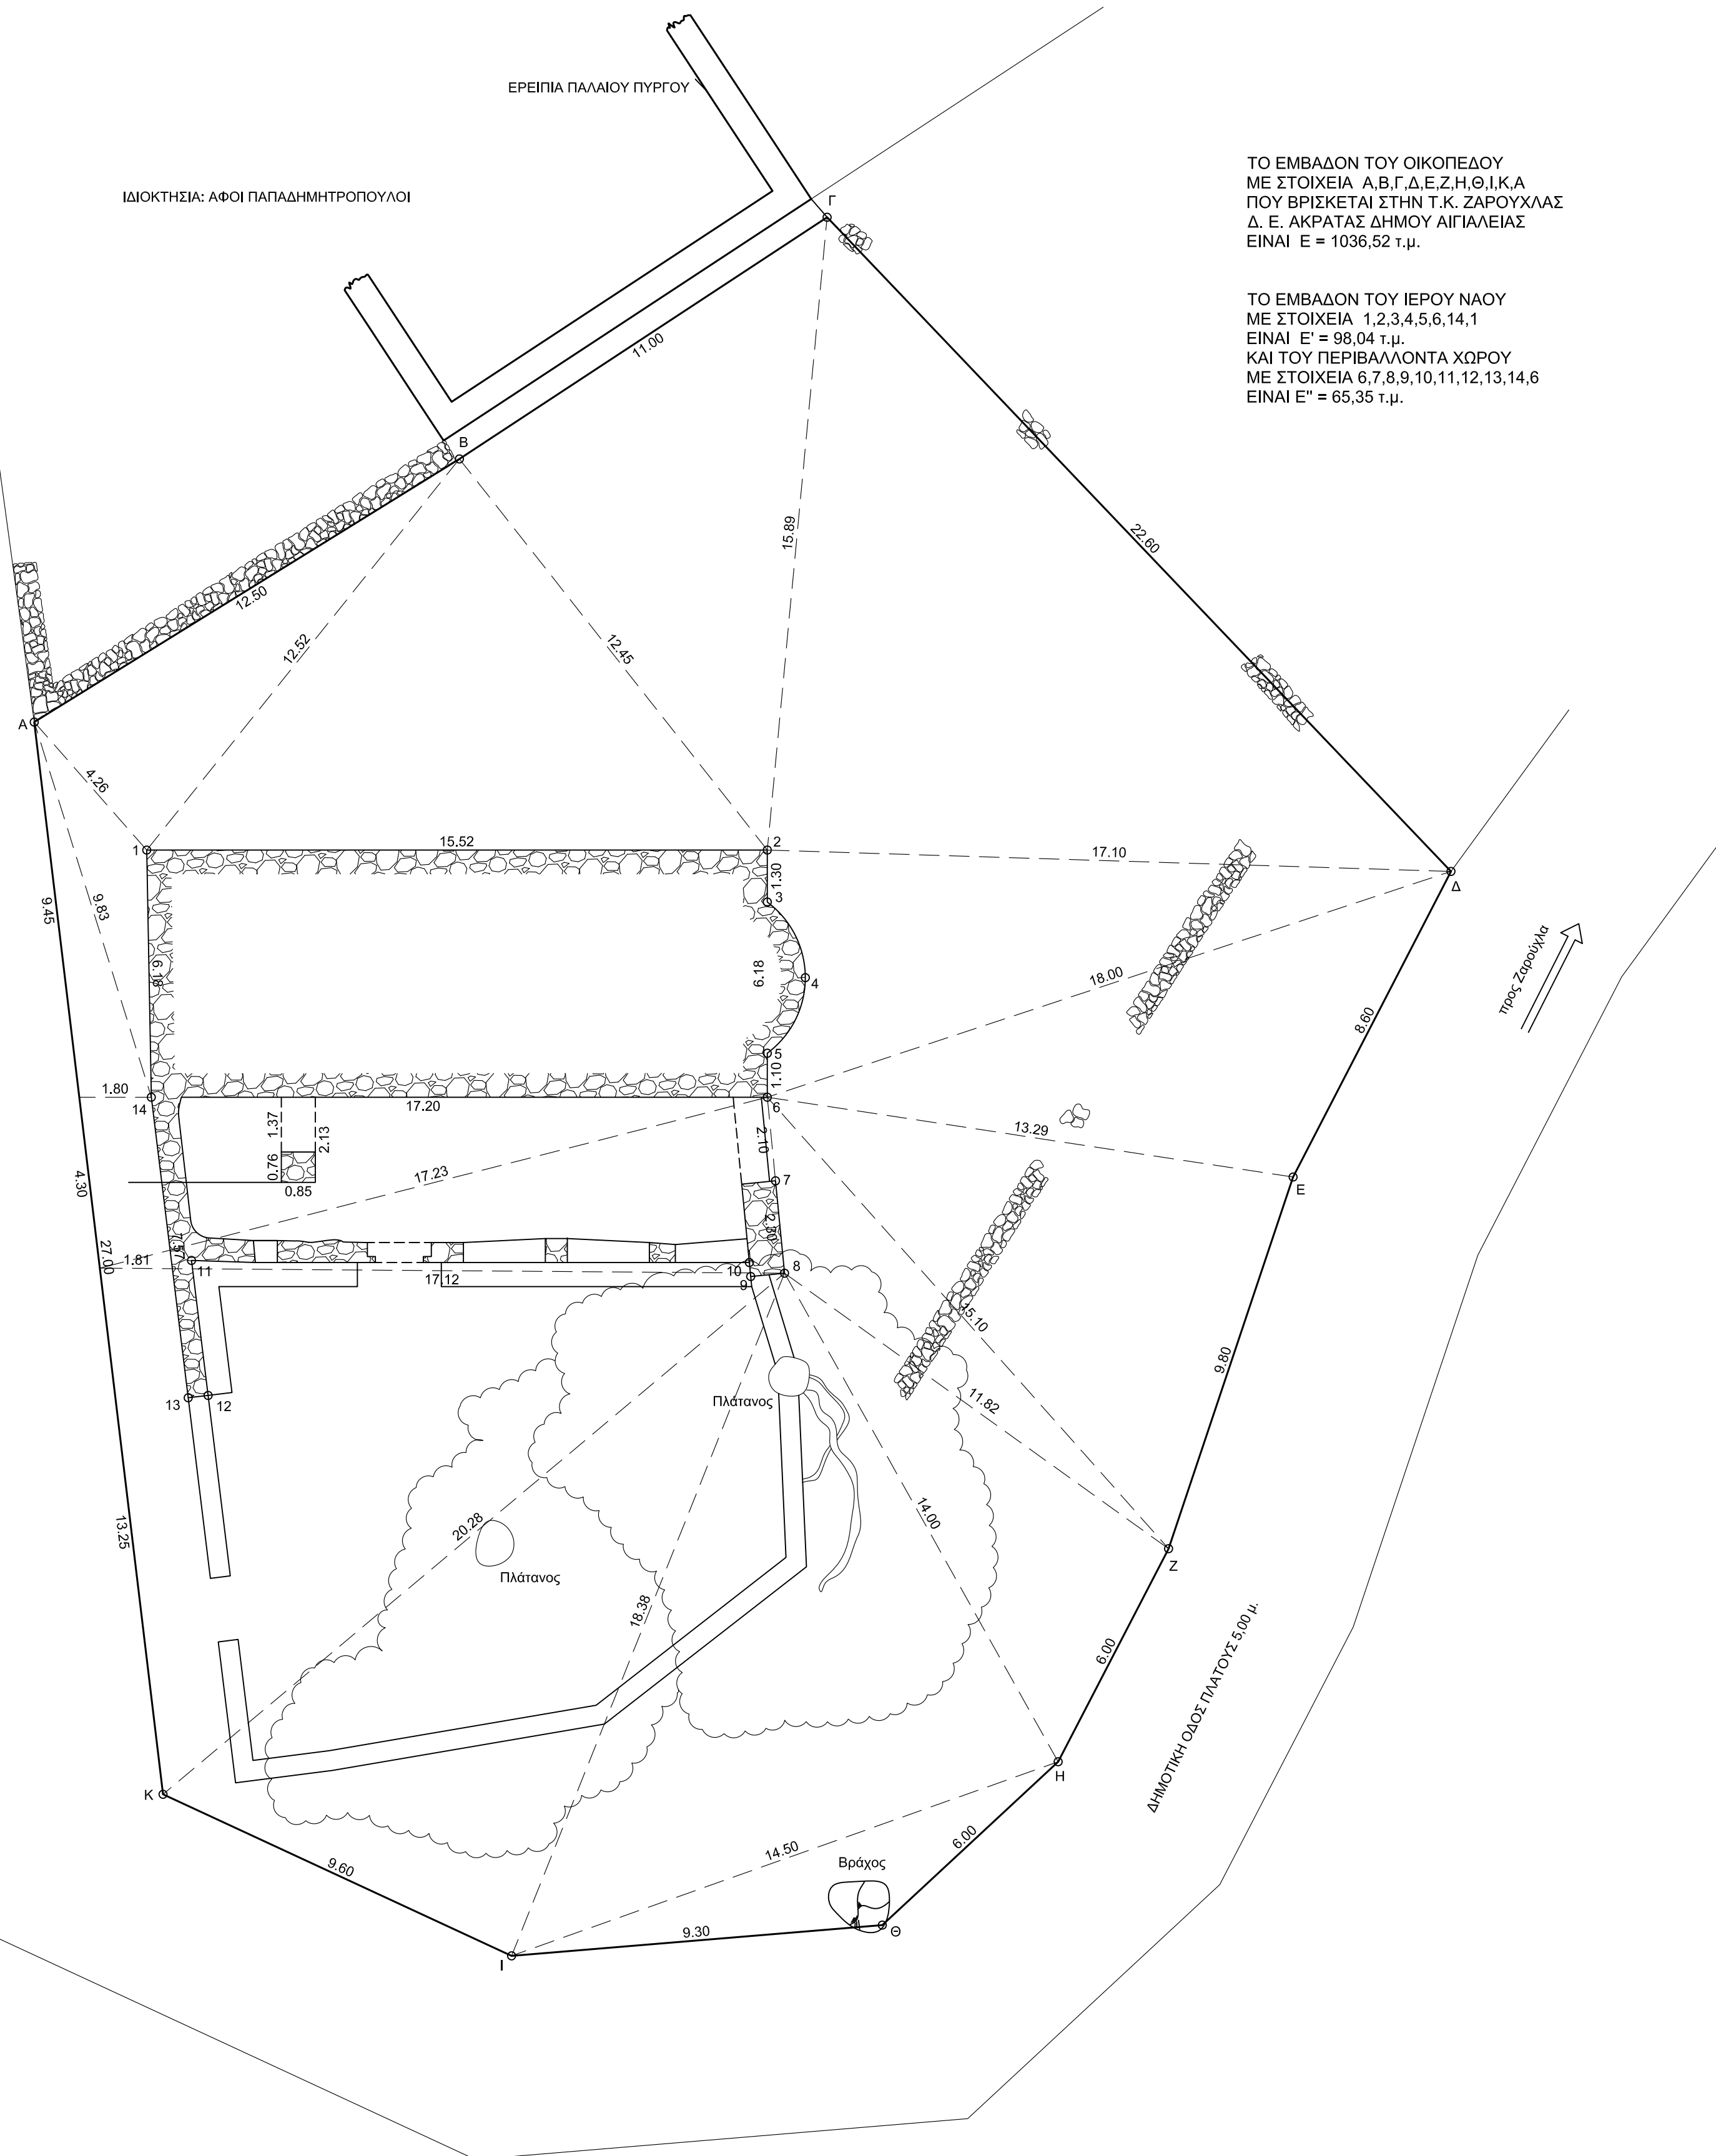 ΕΡΕΙΠΙΑ ΠΑΛΑΙΟΥ ΠΥΡΓΟΥ
ΙΔΙΟΚΤΗΣΙΑ: ΑΦΟΙ ΠΑΠΑΔΗΜΗΤΡΟΠΟΥΛΟΙ
ΤΟ ΕΜΒΑΔΟΝ ΤΟΥ ΟΙΚΟΠΕΔΟΥ
ΜΕ ΣΤΟΙΧΕΙΑ Α,Β,Γ,Δ,Ε,Ζ,Η,Θ,Ι,Κ,Α
ΠΟΥ ΒΡΙΣΚΕΤΑΙ ΣΤΗΝ Τ.Κ. ΖΑΡΟΥΧΛΑΣ
Δ. Ε. ΑΚΡΑΤΑΣ ΔΗΜΟΥ ΑΙΓΙΑΛΕΙΑΣ
ΕΙΝΑΙ Ε = 1036,52 τ.μ.
ΤΟ ΕΜΒΑΔΟΝ ΤΟΥ ΙΕΡΟΥ ΝΑΟΥ
ΜΕ ΣΤΟΙΧΕΙΑ 1,2,3,4,5,6,14,1
ΕΙΝΑΙ Ε' = 98,04 τ.μ.
ΚΑΙ ΤΟΥ ΠΕΡΙΒΑΛΛΟΝΤΑ ΧΩΡΟΥ
ΜΕ ΣΤΟΙΧΕΙΑ 6,7,8,9,10,11,12,13,14,6
ΕΙΝΑΙ Ε'' = 65,35 τ.μ.
Γ
11.00
Β
15.89
22.60
12.50
12.52
12.45
Α
4.26
1
15.52
2
17.10
Δ
1.30
3
9.45
9.83
6.18
6.18
4
18.00
προς Ζαρούχλα
8.60
5
1.10
1.80
14
17.20
6
1.37
2.13
2.10
13.29
0.76
0.85
17.23
7
Ε
4.30
2.30
27.00
1.81
7.57
11
17.12
10
9
8
15.10
9.80
13
12
Πλάτανος
11.82
13.25
20.28
14.00
Πλάτανος
Ζ
18.38
6.00
ΔΗΜΟΤΙΚΗ ΟΔΟΣ ΠΛΑΤΟΥΣ 5,00 μ.
Κ
Η
9.60
14.50
6.00
Βράχος
9.30
Θ
Ι